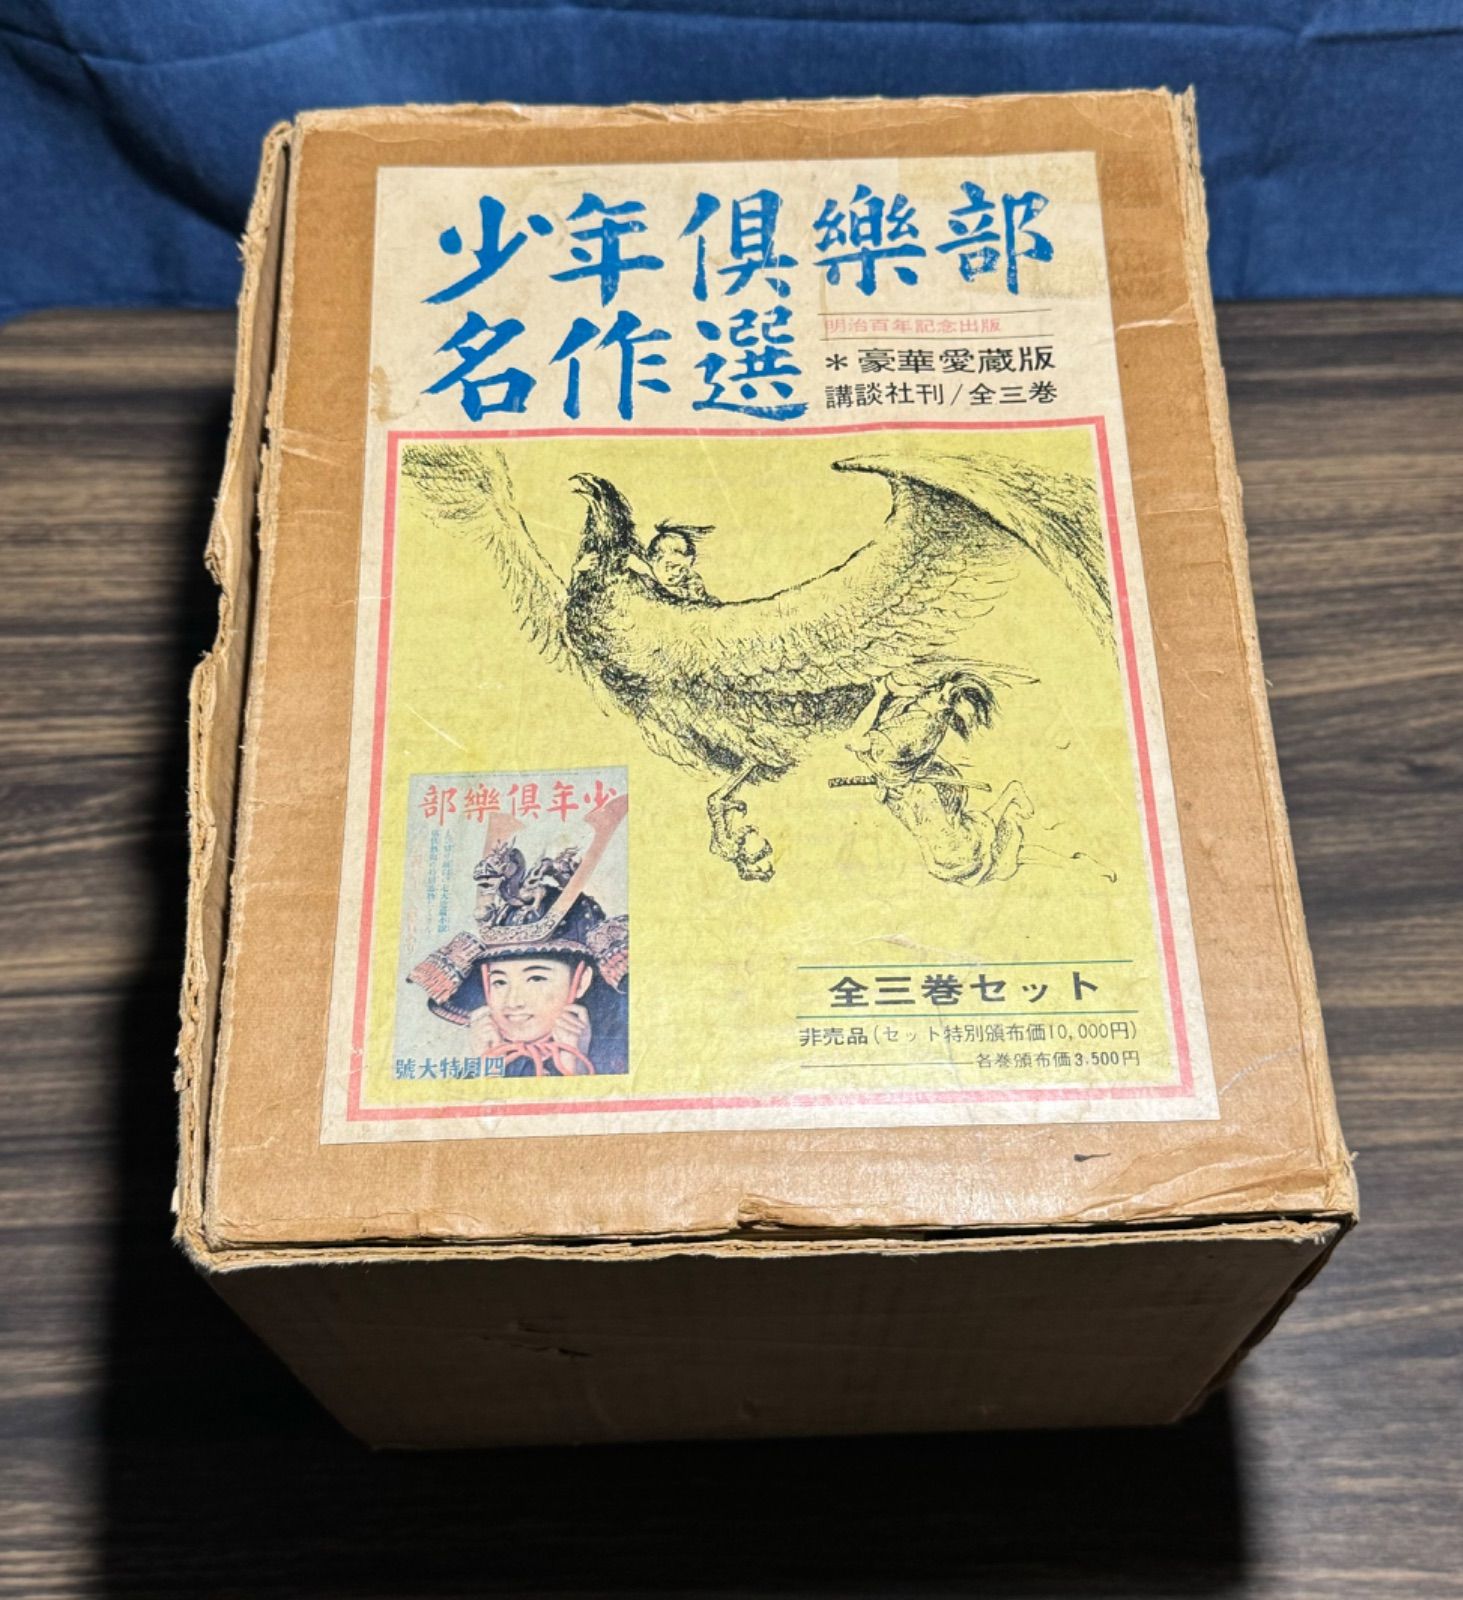 少年倶樂部
名作選
明治百年記念出版
＊豪華愛蔵版
講談社刊/全三巻
少年倶樂部
四月特大號
全三巻セット
非売品(セット特別頒布価10,000円)
各巻頒布価3,500円